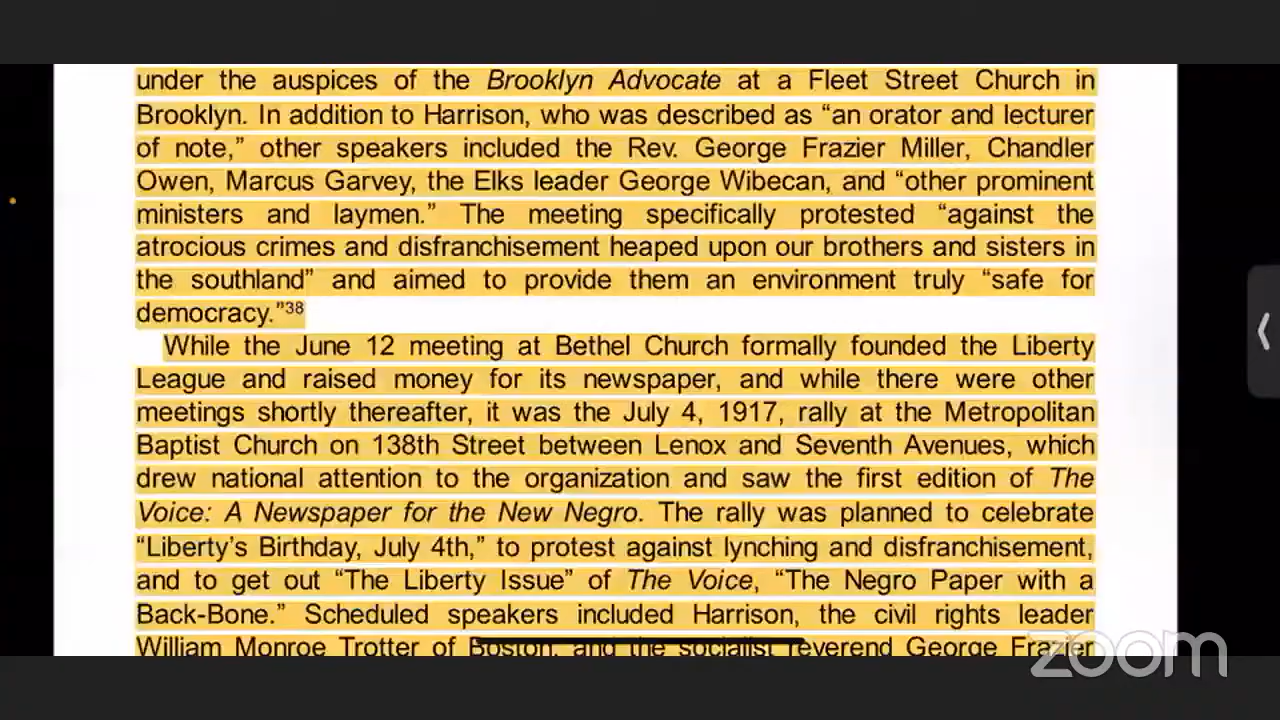 under the auspices of the Brooklyn Advocate at a Fleet Street Church in
Brooklyn. In addition to Harrison, who was described as “an orator and lecturer
of note,” other speakers included the Rev. George Frazier Miller, Chandler
Owen, Marcus Garvey, the Elks leader George Wibecan, and “other prominent
ministers and laymen.” The meeting specifically protested “against the
atrocious crimes and disfranchisement heaped upon our brothers and sisters in
the southland” and aimed to provide them an environment truly “safe for
democracy.”38
While the June 12 meeting at Bethel Church formally founded the Liberty
League and raised money for its newspaper, and while there were other
meetings shortly thereafter, it was the July 4, 1917, rally at the Metropolitan
Baptist Church on 138th Street between Lenox and Seventh Avenues, which
drew national attention to the organization and saw the first edition of The
Voice: A Newspaper for the New Negro. The rally was planned to celebrate
“Liberty’s Birthday, July 4th,” to protest against lynching and disfranchisement,
and to get out “The Liberty Issue” of The Voice, “The Negro Paper with a
Back-Bone.” Scheduled speakers included Harrison, the civil rights leader
William Monroe Trotter of Boston, and the socialist reverend George Frazier
zoom